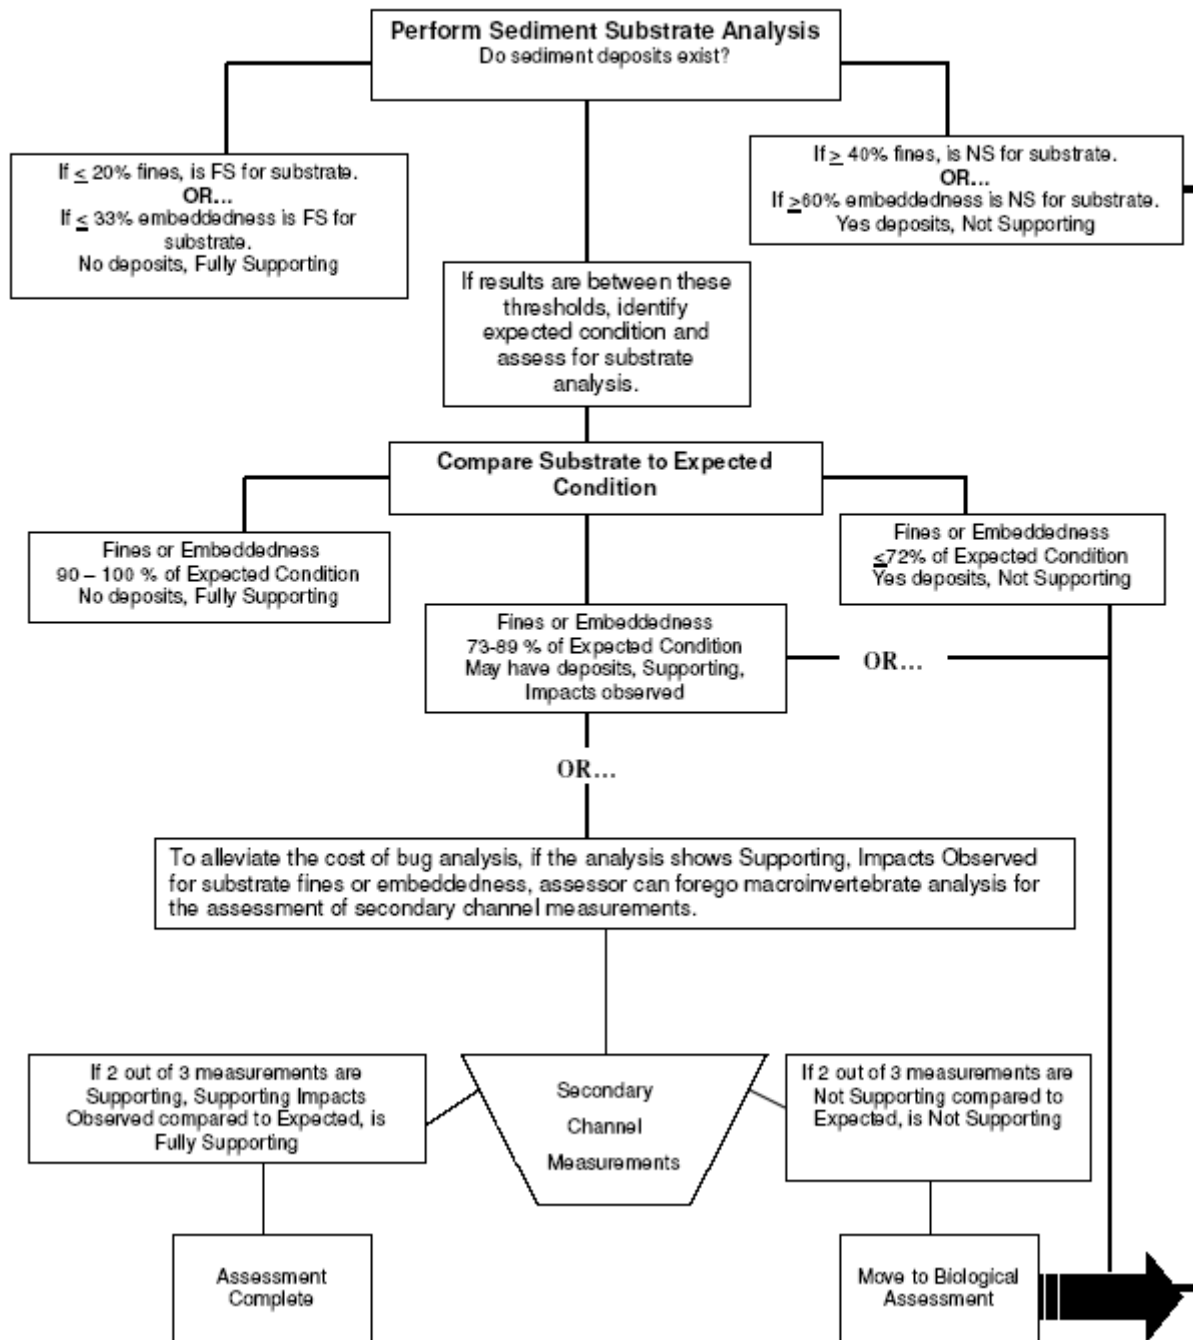 Perform Sediment Substrate Analysis
Do sediment deposits exist?
If ≤ 20% fines, is FS for substrate.
OR...
If ≤ 33% embeddedness is FS for
substrate.
No deposits, Fully Supporting
If ≥ 40% fines, is NS for substrate.
OR...
If ≥60% embeddedness is NS for substrate.
Yes deposits, Not Supporting
If results are between these
thresholds, identify
expected condition and
assess for substrate
analysis.
Compare Substrate to Expected
Condition
Fines or Embeddedness
90 – 100 % of Expected Condition
No deposits, Fully Supporting
Fines or Embeddedness
≤72% of Expected Condition
Yes deposits, Not Supporting
Fines or Embeddedness
73-89 % of Expected Condition
May have deposits, Supporting,
Impacts observed
OR...
OR...
To alleviate the cost of bug analysis, if the analysis shows Supporting, Impacts Observed
for substrate fines or embeddedness, assessor can forego macroinvertebrate analysis for
the assessment of secondary channel measurements.
If 2 out of 3 measurements are
Supporting, Supporting Impacts
Observed compared to Expected, is
Fully Supporting
Secondary
Channel
Measurements
If 2 out of 3 measurements are
Not Supporting compared to
Expected, is Not Supporting
Assessment
Complete
Move to Biological
Assessment